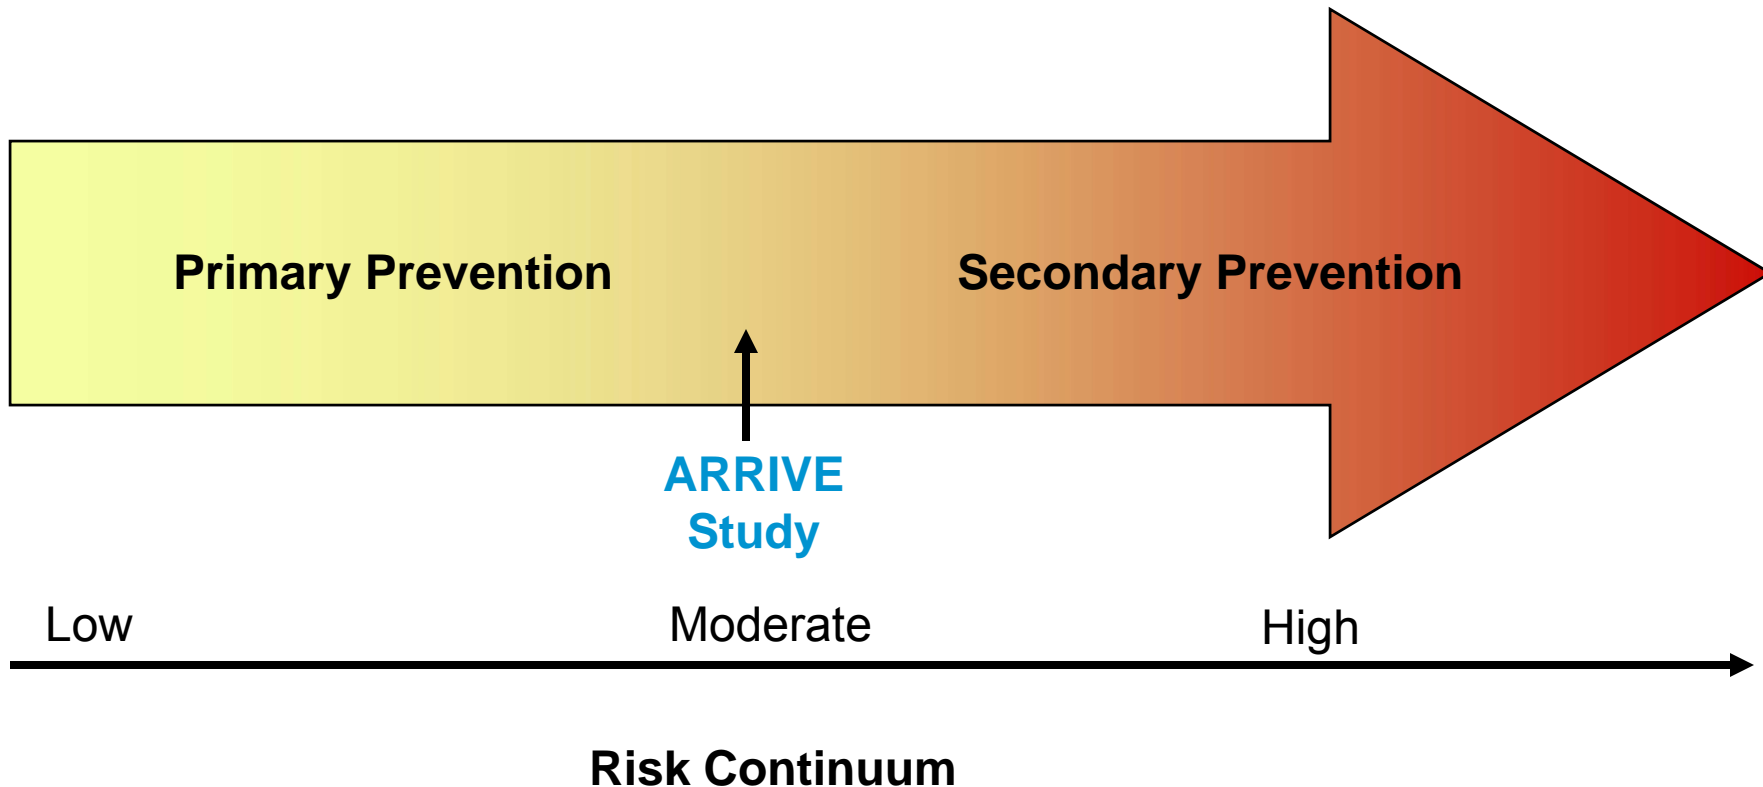 Primary Prevention
Secondary Prevention
ARRIVE
Study
Low
Moderate
High
Risk Continuum